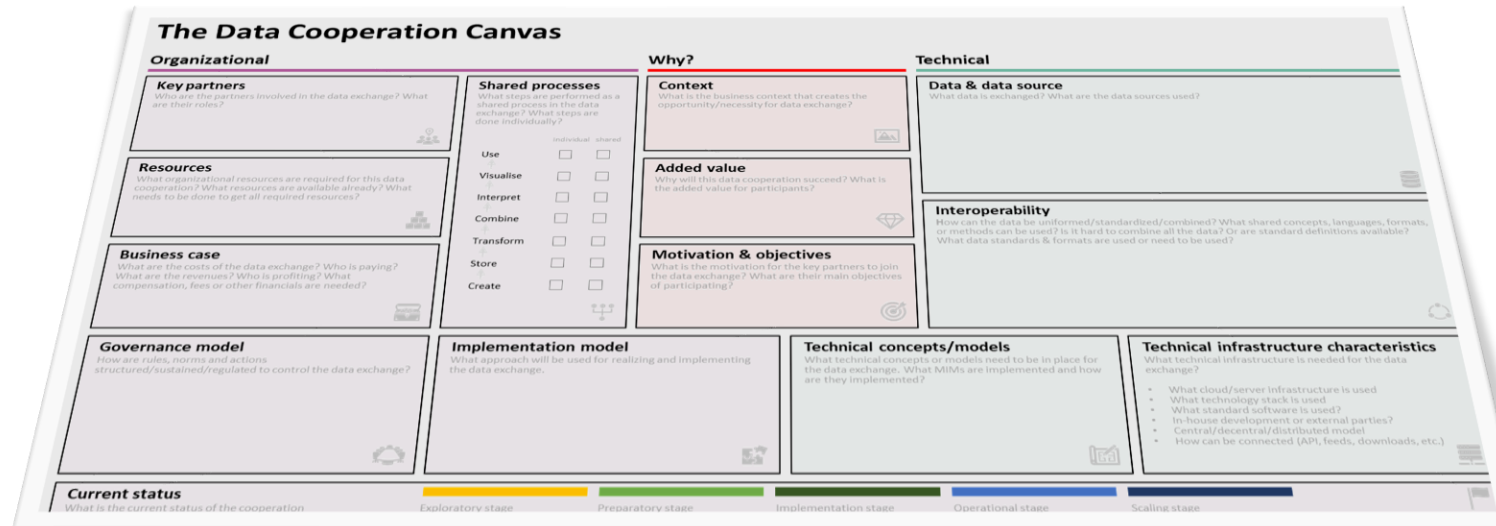 The Data Cooperation Canvas
Organizational
Why?
Technical
Key partners
Who are the partners involved in the data exchange? What
are their roles?
Resources
What organizational resources are required for this data
cooperation? What resources are available already? What
needs to be done to get all required resources?
Business case
What are the costs of the data exchange? Who is paying?
What are the revenues? Who is profiting? What
compensation, fees or other financials are needed?
Shared processes
What steps are performed as a
shared process in the data
exchange? What steps are
done individually?
individual shared
Use
Visualise
Interpret
Combine
Transform
Store
Create
Context
What is the business context that creates the
opportunity/necessity for data exchange?
Added value
Why will this data cooperation succeed? What is
the added value for participants?
Motivation & objectives
What is the motivation for the key partners to join
the data exchange? What are their main objectives
of participating?
Data & data source
What data is exchanged? What are the data sources used?
Interoperability
How can the data be uniformed/standardized/combined? What shared concepts, languages, formats,
or methods can be used? Is it hard to combine all the data? Or are standard definitions available?
What data standards & formats are used or need to be used?
Governance model
How are rules, norms and actions
structured/sustained/regulated to control the data exchange?
Implementation model
What approach will be used for realizing and implementing
the data exchange.
Technical concepts/models
What technical concepts or models need to be in place for
the data exchange. What MIMs are implemented and how
are they implemented?
Technical infrastructure characteristics
What technical infrastructure is needed for the data
exchange?
• What cloud/server infrastructure is used
• What technology stack is used
• What standard software is used?
• In-house development or external parties?
• Central/decentral/distributed model
• How can be connected (API, feeds, downloads, etc.)
Current status
What is the current status of the cooperation
Exploratory stage
Preparatory stage
Implementation stage
Operational stage
Scaling stage